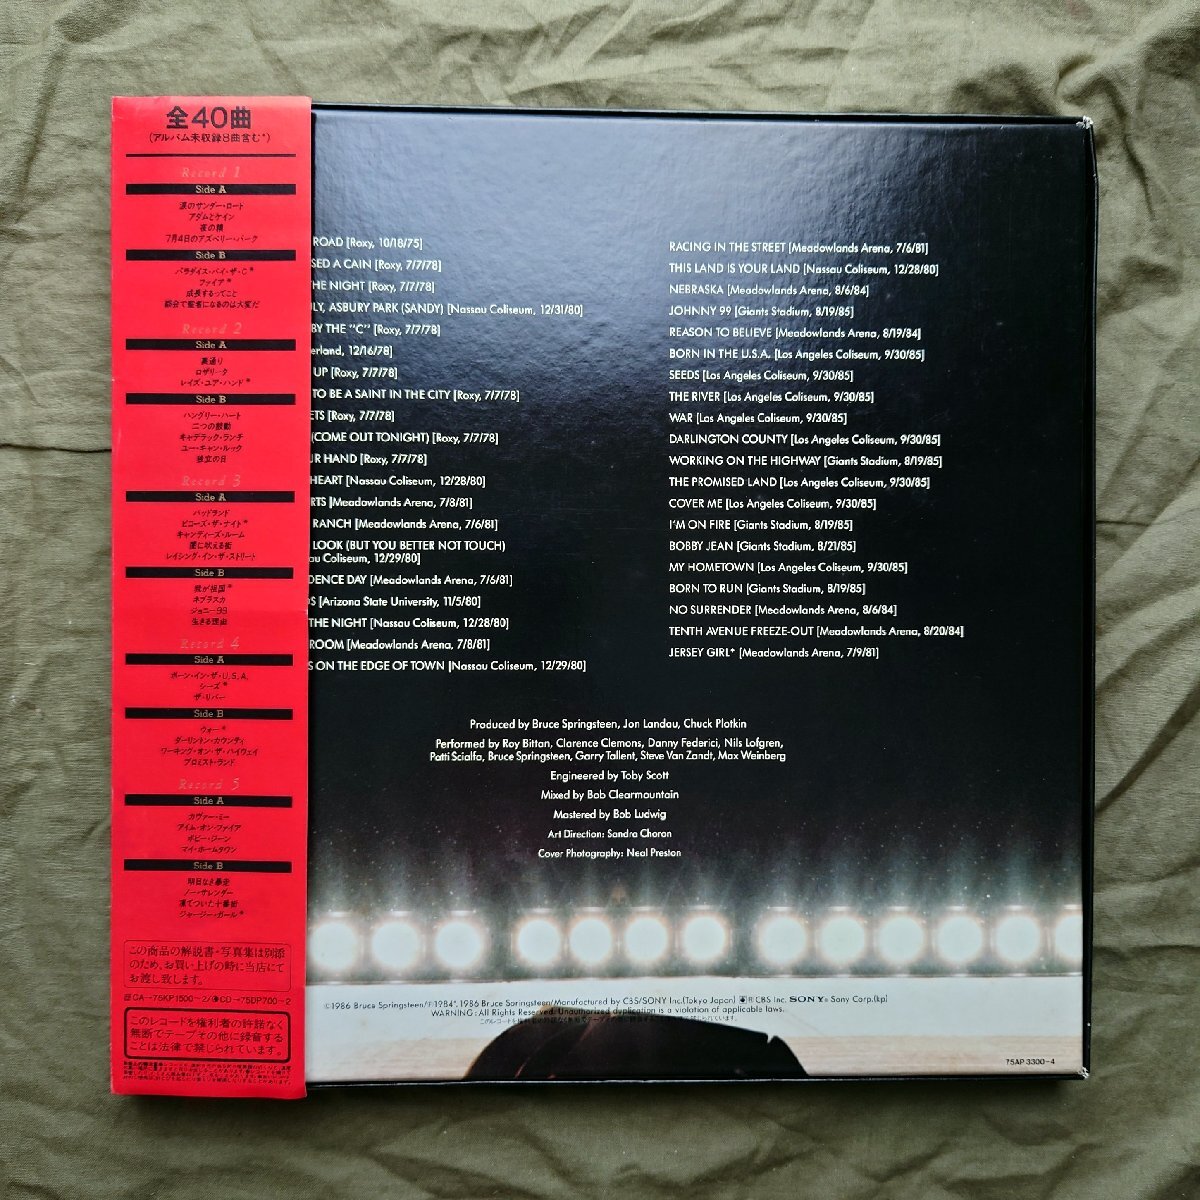 全40曲
(アルバム未収録8曲含む*)
Record 1
Side A
涙のサンダー・ロード
アダムとケイン
夜の精
7月4日のアズベリー・パーク
Side B
パラダイス・バイ・ザ・C*
ファイア*
成長するってこと
都会で聖者になるのは大変だ
Record 2
Side A
裏通り
ロザリータ
レイズ・ユア・ハンド*
Side B
ハングリー・ハート
二つの鼓動
キャデラック・ランチ
ユー・キャン・ルック
独立の日
Record 3
Side A
バッドランド
ビコーズ・ザ・ナイト*
キャンディーズ・ルーム
闇に吠える街
レイシング・イン・ザ・ストリート
Side B
我が祖国*
ネブラスカ
ジョニー99
生きる理由
Record 4
Side A
ボーン・イン・ザ・U.S.A.
シーズ*
ザ・リバー
Side B
ウォー*
ダーリントン・カウンティ
ワーキング・オン・ザ・ハイウェイ
プロミスト・ランド
Record 5
Side A
カヴァー・ミー
アイム・オン・ファイア
ボビー・ジーン
マイ・ホームタウン
Side B
明日なき暴走
ノー・サレンダー
凍てついた十番街
ジャージー・ガール*
この商品の解説書・写真集は別添
のため、お買い上げの時に当店にて
お渡し致します。
CA→75KP1500~2/CD→75DP700~2
このレコードを権利者の許諾なく
無断でテープその他に録音する
ことは法律で禁じられています。
ROAD [Roxy, 10/18/75]
SED A CAIN [Roxy, 7/7/78]
THE NIGHT [Roxy, 7/7/78]
LY, ASBURY PARK (SANDY) [Nassau Coliseum, 12/31/80]
BY THE "C" [Roxy, 7/7/78]
erland, 12/16/78]
UP [Roxy, 7/7/78]
TO BE A SAINT IN THE CITY [Roxy, 7/7/78]
ETS [Roxy, 7/7/78]
(COME OUT TONIGHT) [Roxy, 7/7/78]
UR HAND [Roxy, 7/7/78]
HEART [Nassau Coliseum, 12/28/80]
RTS [Meadowlands Arena, 7/8/81]
RANCH [Meadowlands Arena, 7/6/81]
LOOK (BUT YOU BETTER NOT TOUCH)
au Coliseum, 12/29/80]
DENCE DAY [Meadowlands Arena, 7/6/81]
DS [Arizona State University, 11/5/80]
THE NIGHT [Nassau Coliseum, 12/28/80]
ROOM [Meadowlands Arena, 7/8/81]
S ON THE EDGE OF TOWN [Nassau Coliseum, 12/29/80]
RACING IN THE STREET [Meadowlands Arena, 7/6/81]
THIS LAND IS YOUR LAND [Nassau Coliseum, 12/28/80]
NEBRASKA [Meadowlands Arena, 8/6/84]
JOHNNY 99 [Giants Stadium, 8/19/85]
REASON TO BELIEVE [Meadowlands Arena, 8/19/84]
BORN IN THE U.S.A. [Los Angeles Coliseum, 9/30/85]
SEEDS [Los Angeles Coliseum, 9/30/85]
THE RIVER [Los Angeles Coliseum, 9/30/85]
WAR [Los Angeles Coliseum, 9/30/85]
DARLINGTON COUNTY [Los Angeles Coliseum, 9/30/85]
WORKING ON THE HIGHWAY [Giants Stadium, 8/19/85]
THE PROMISED LAND [Los Angeles Coliseum, 9/30/85]
COVER ME [Los Angeles Coliseum, 9/30/85]
I'M ON FIRE [Giants Stadium, 8/19/85]
BOBBY JEAN [Giants Stadium, 8/21/85]
MY HOMETOWN [Los Angeles Coliseum, 9/30/85]
BORN TO RUN [Giants Stadium, 8/19/85]
NO SURRENDER [Meadowlands Arena, 8/6/84]
TENTH AVENUE FREEZE-OUT [Meadowlands Arena, 8/20/84]
JERSEY GIRL* [Meadowlands Arena, 7/9/81]
Produced by Bruce Springsteen, Jon Landau, Chuck Plotkin
Performed by Roy Bittan, Clarence Clemons, Danny Federici, Nils Lofgren,
Patti Scialfa, Bruce Springsteen, Garry Tallent, Steve Van Zandt, Max Weinberg
Engineered by Toby Scott
Mixed by Bob Clearmountain
Mastered by Bob Ludwig
Art Direction: Sandra Choron
Cover Photography: Neal Preston
©1986 Bruce Springsteen/℗1984*, 1986 Bruce Springsteen/Manufactured by CBS/SONY Inc.(Tokyo Japan) ® CBS Inc. SONY® Sony Corp.(kp)
WARNING: All Rights Reserved. Unauthorized duplication is a violation of applicable laws.
75AP 3300-4